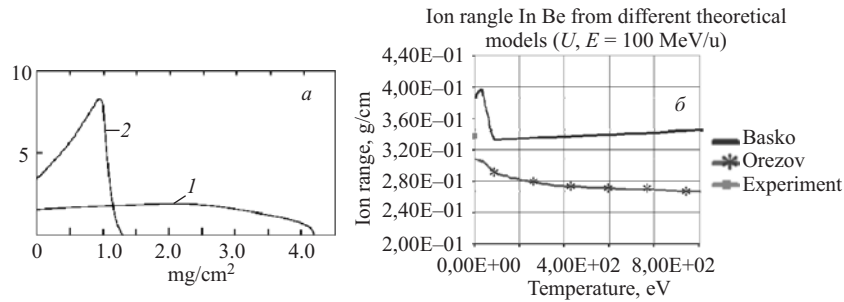 10
5
0
1.0
2.0
3.0
4.0
mg/cm²
а
2
1
Ion rangle In Be from different theoretical
models (U, E = 100 MeV/u)
4,40E–01
4,00E–01
3,60E–01
3,20E–01
2,80E–01
2,40E–01
2,00E–01
Ion range, g/cm
б
0,00E+00
4,00E+02
8,00E+02
Temperature, eV
Basko
Orezov
Experiment